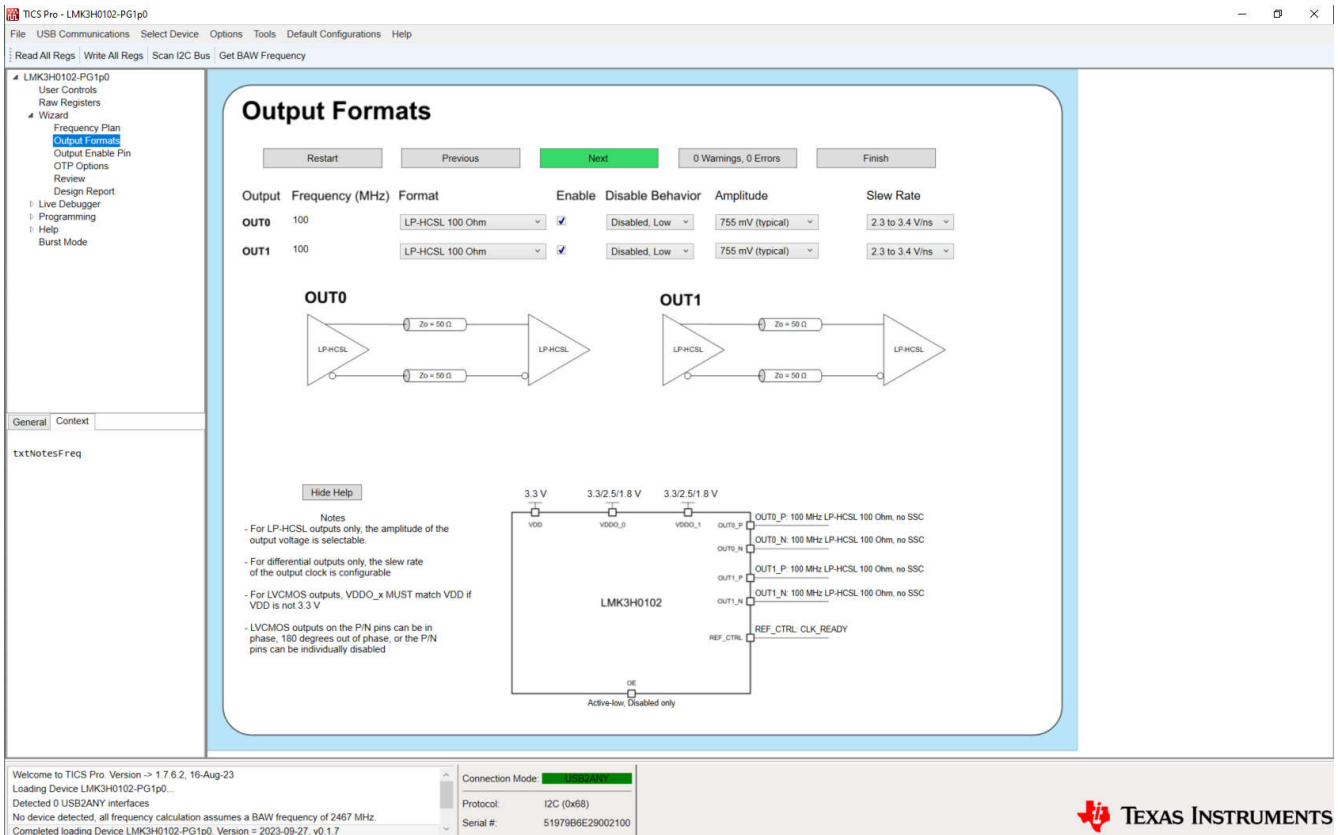 TICS Pro - LMK3H0102-PG1p0
File USB Communications Select Device Options Tools Default Configurations Help
Read All Regs Write All Regs Scan I2C Bus Get BAW Frequency
LMK3H0102-PG1p0
User Controls
Raw Registers
Wizard
Frequency Plan
Output Formats
Output Enable Pin
OTP Options
Review
Design Report
Live Debugger
Programming
Help
Burst Mode
General Context
txtNotesFreq
Output Formats
Restart Previous Next 0 Warnings, 0 Errors Finish
Output Frequency (MHz) Format Enable Disable Behavior Amplitude Slew Rate
OUT0 100 LP-HCSL 100 Ohm Disabled, Low 755 mV (typical) 2.3 to 3.4 V/ns
OUT1 100 LP-HCSL 100 Ohm Disabled, Low 755 mV (typical) 2.3 to 3.4 V/ns
OUT0 OUT1
Zo = 50 Ω Zo = 50 Ω
LP-HCSL LP-HCSL LP-HCSL LP-HCSL
Zo = 50 Ω Zo = 50 Ω
Hide Help
Notes
- For LP-HCSL outputs only, the amplitude of the
output voltage is selectable.
- For differential outputs only, the slew rate
of the output clock is configurable
- For LVCMOS outputs, VDDO_x MUST match VDD if
VDD is not 3.3 V
- LVCMOS outputs on the P/N pins can be in
phase, 180 degrees out of phase, or the P/N
pins can be individually disabled
3.3 V 3.3/2.5/1.8 V 3.3/2.5/1.8 V
VDD VDDO_0 VDDO_1
OUT0_P OUT0_P: 100 MHz LP-HCSL 100 Ohm, no SSC
OUT0_N OUT0_N: 100 MHz LP-HCSL 100 Ohm, no SSC
OUT1_P OUT1_P: 100 MHz LP-HCSL 100 Ohm, no SSC
OUT1_N OUT1_N: 100 MHz LP-HCSL 100 Ohm, no SSC
LMK3H0102
REF_CTRL REF_CTRL: CLK_READY
OE
Active-low, Disabled only
Welcome to TICS Pro. Version -> 1.7.6.2, 16-Aug-23
Loading Device LMK3H0102-PG1p0...
Detected 0 USB2ANY interfaces
No device detected, all frequency calculation assumes a BAW frequency of 2467 MHz.
Completed loading Device LMK3H0102-PG1p0. Version = 2023-09-27, v0.1.7
Connection Mode: USB2ANY
Protocol: I2C (0x68)
Serial #: 51979B6E29002100
TEXAS INSTRUMENTS